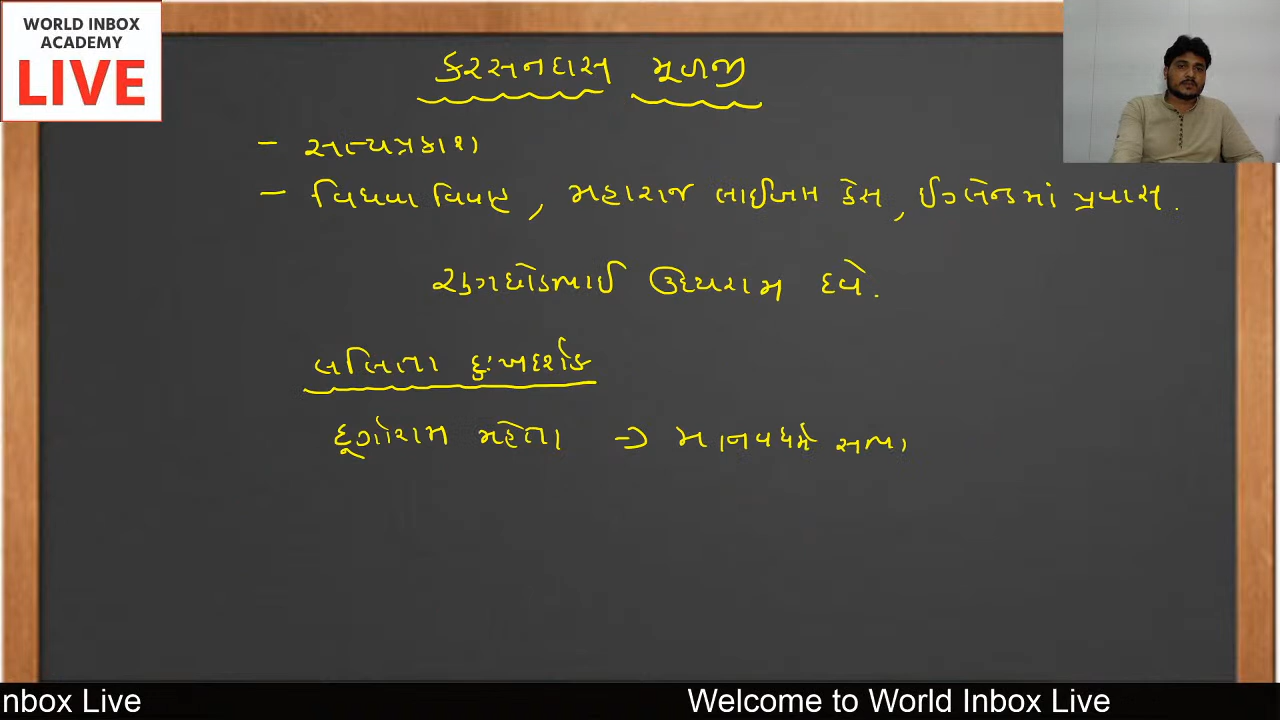 WORLD INBOX
ACADEMY
LIVE
કરસનદાસ મૂળજી
- સત્યપ્રકાશ
- વિધવા વિવાહ, મહારાજ લાઈબલ કેસ, ઈંગ્લેન્ડમાં પ્રવાસ.
રણછોડભાઈ ઉદયરામ દવે.
લલિતા દુઃખદર્શક
દુર્ગારામ મહેતા → માનવધર્મ સભા
nbox Live
Welcome to World Inbox Live